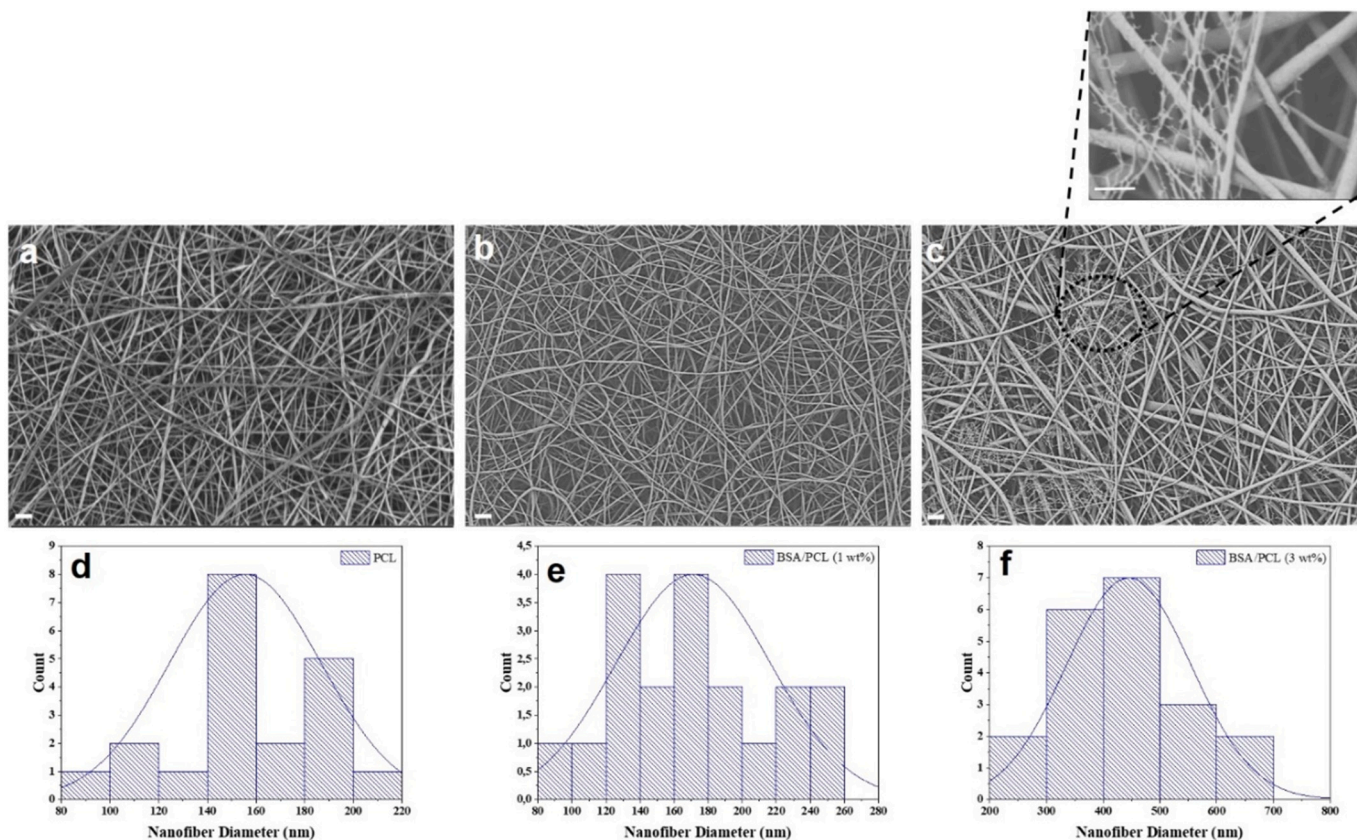 a
b
c
d
PCL
9
8
7
6
5
4
3
2
1
0
Count
80 100 120 140 160 180 200 220
Nanofiber Diameter (nm)
e
BSA/PCL (1 wt%)
4,5
4,0
3,5
3,0
2,5
2,0
1,5
1,0
0,5
0,0
Count
80 100 120 140 160 180 200 220 240 260 280
Nanofiber Diameter (nm)
f
BSA/PCL (3 wt%)
8
7
6
5
4
3
2
1
0
Count
200 300 400 500 600 700 800
Nanofiber Diameter (nm)